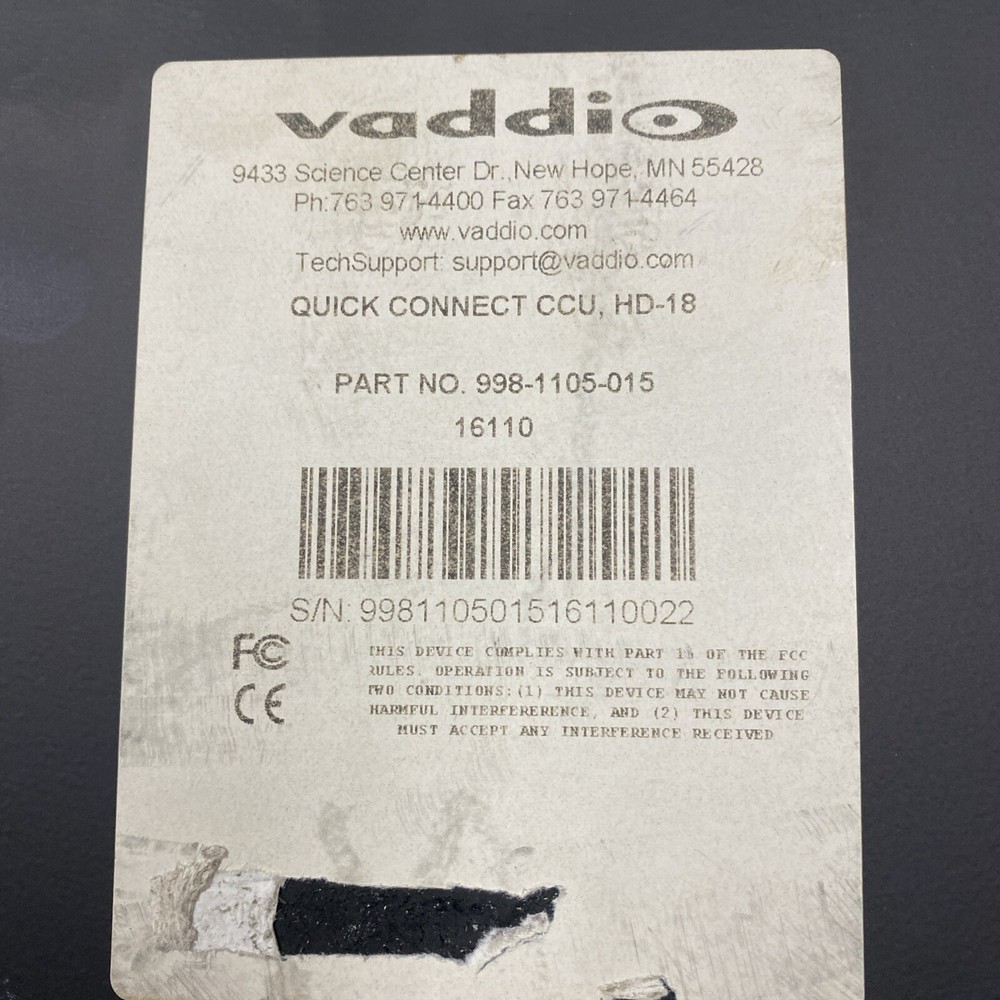 vaddio
9433 Science Center Dr., New Hope, MN 55428
Ph:763 971-4400 Fax 763 971-4464
www.vaddio.com
TechSupport: support@vaddio.com
QUICK CONNECT CCU, HD-18
PART NO. 998-1105-015
16110
S/N: 998110501516110022
FC
CE
THIS DEVICE COMPLIES WITH PART 15 OF THE FCC
RULES. OPERATION IS SUBJECT TO THE FOLLOWING
TWO CONDITIONS: (1) THIS DEVICE MAY NOT CAUSE
HARMFUL INTERFERERENCE, AND (2) THIS DEVICE
MUST ACCEPT ANY INTERFERENCE RECEIVED